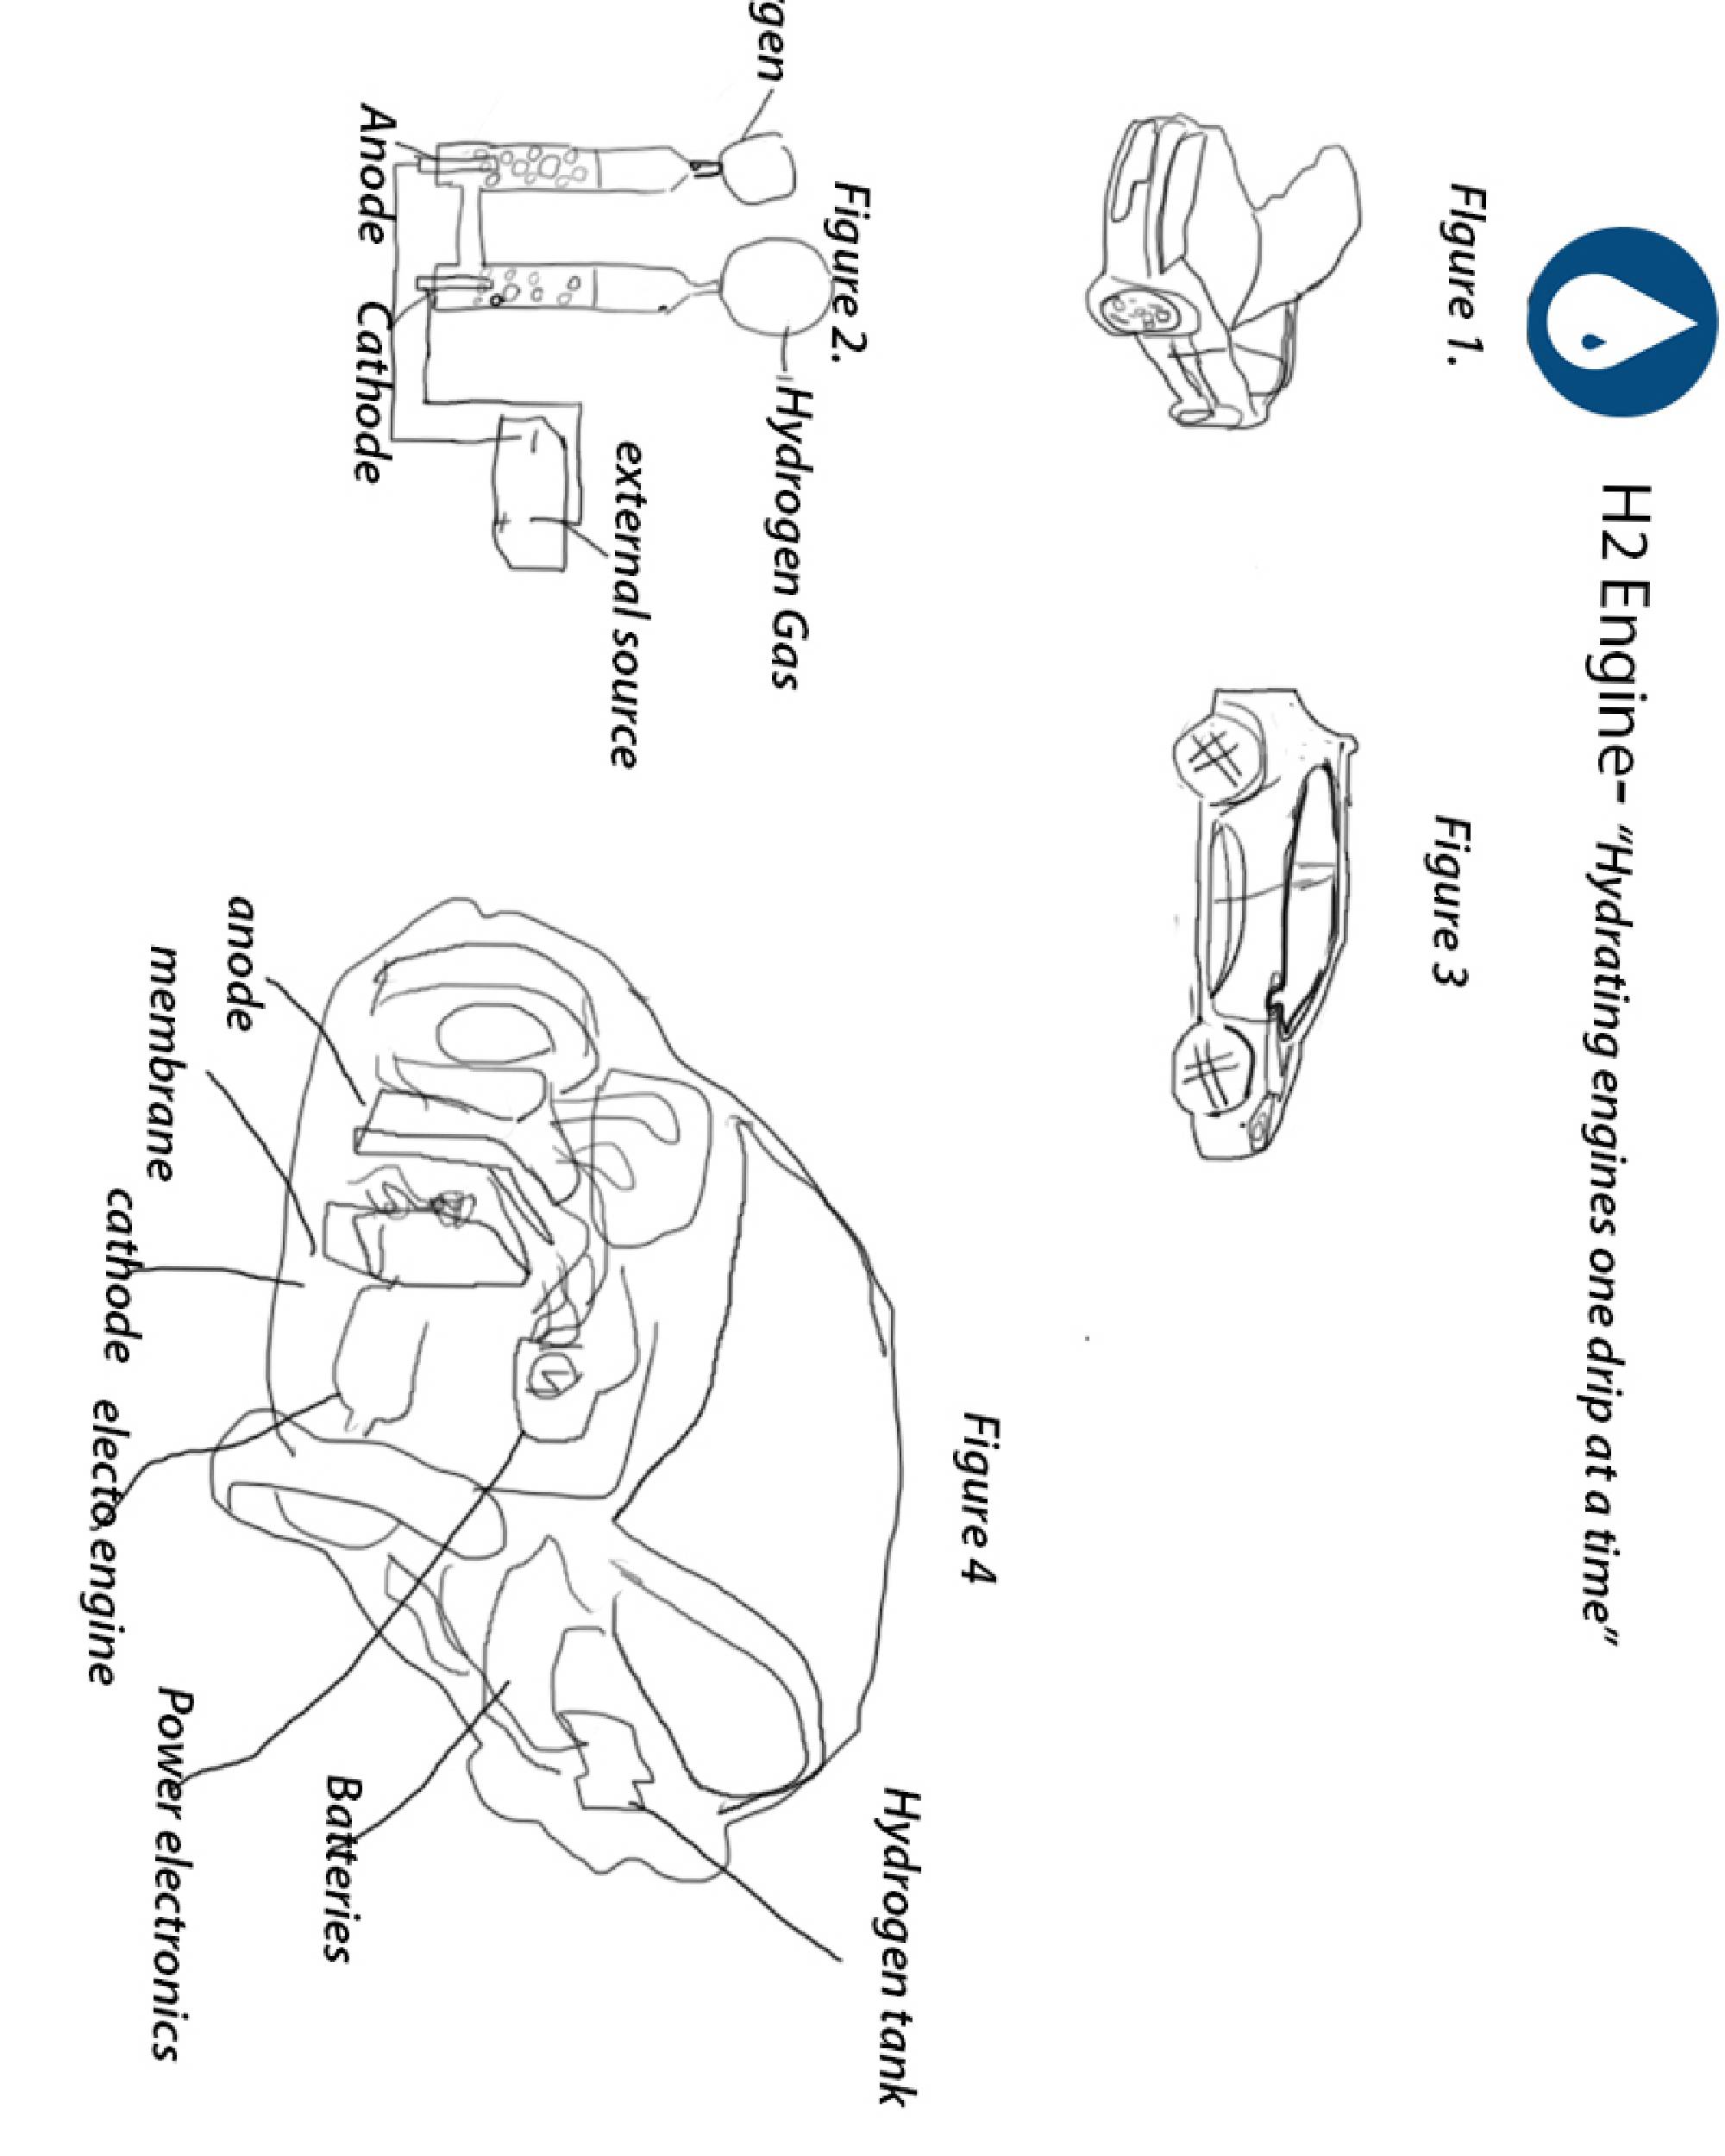 H2 Engine- "Hydrating engines one drip at a time"
FIgure 1.
Figure 3
Figure 2.
gen
Hydrogen Gas
external source
Anode
Cathode
Figure 4
Hydrogen tank
anode
membrane
cathode
electo engine
Power electronics
Batteries